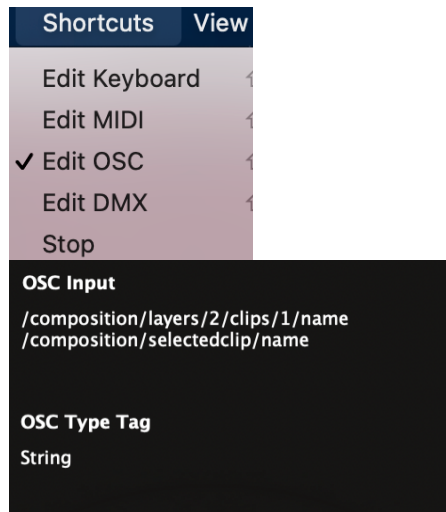 Shortcuts View
Edit Keyboard
Edit MIDI
✓ Edit OSC
Edit DMX
Stop
OSC Input
/composition/layers/2/clips/1/name
/composition/selectedclip/name
OSC Type Tag
String